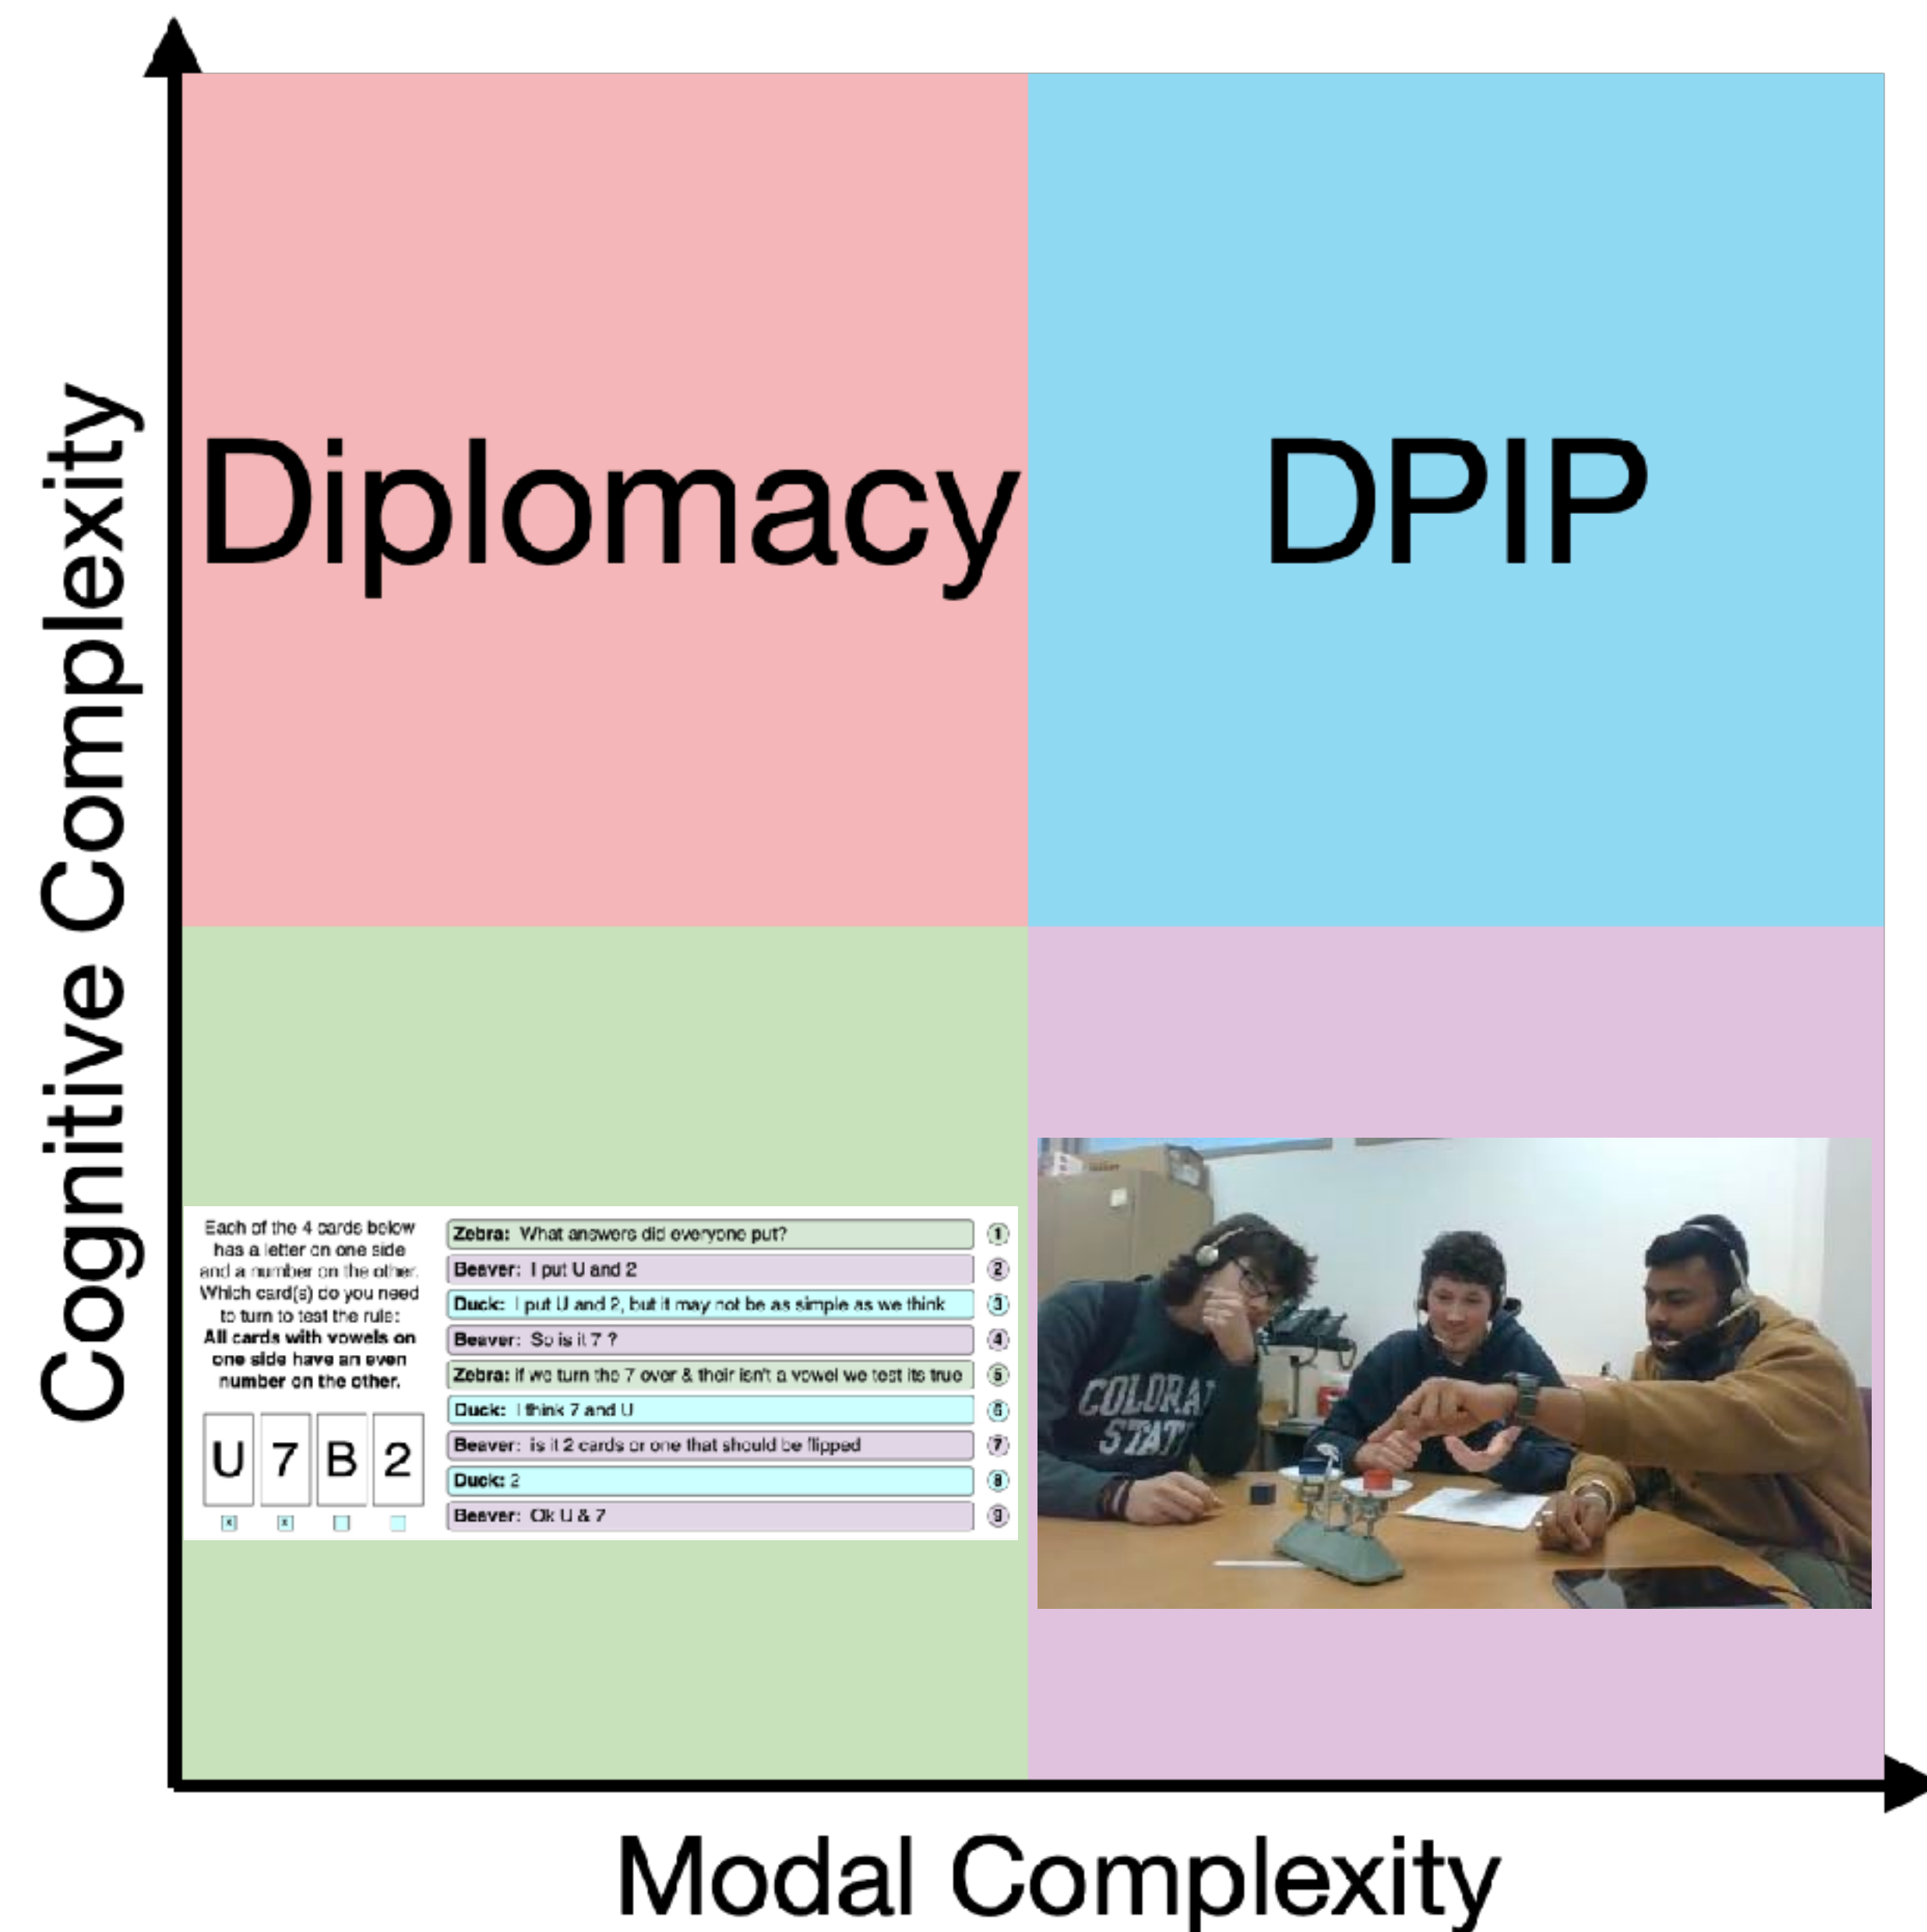 Cognitive Complexity
Diplomacy
DPIP
Each of the 4 cards below
has a letter on one side
and a number on the other.
Which card(s) do you need
to turn to test the rule:
All cards with vowels on
one side have an even
number on the other.
U 7 B 2
x x
Zebra: What answers did everyone put? 1
Beaver: I put U and 2 2
Duck: I put U and 2, but it may not be as simple as we think 3
Beaver: So is it 7 ? 4
Zebra: if we turn the 7 over & their isn't a vowel we test its true 5
Duck: I think 7 and U 6
Beaver: is it 2 cards or one that should be flipped 7
Duck: 2 8
Beaver: Ok U & 7 9
COLORA
STAT
Modal Complexity